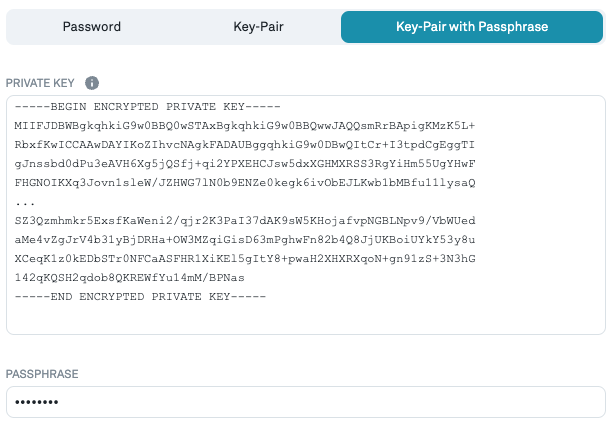 Password Key-Pair Key-Pair with Passphrase
PRIVATE KEY
-----BEGIN ENCRYPTED PRIVATE KEY-----
MIIFJDBWBgkqhkiG9w0BBQ0wSTAxBgkqhkiG9w0BBQwwJAQQsmRrBApigKMzK5L+
RbxfKwICCAAwDAYIKoZIhvcNAgkFADAUBggqhkiG9w0DBwQItCr+I3tpdCgEggTI
gJnssbd0dPu3eAVH6Xg5jQSfj+qi2YPXEHCJsw5dxXGHMXRSS3RgYiHm55UgYHwF
FHGNOIKXq3Jovn1sleW/JZHWG7lN0b9ENZe0kegk6ivObEJLKwb1bMBfu11lysaQ
...
SZ3Qzmhmkr5ExsfKaWeni2/qjr2K3PaI37dAK9sW5KHojafvpNGBLNpv9/VbWUed
aMe4vZgJrV4b31yBjDRHa+OW3MZqiGisD63mPghwFn82b4Q8JjUKBoiUYkY53y8u
XCeqK1z0kEDbSTr0NFCaASFHR1XiKEl5gItY8+pwaH2XHXRXqoN+gn91zS+3N3hG
142qKQSH2qdob8QKREWfYu14mM/BPNas
-----END ENCRYPTED PRIVATE KEY-----
PASSPHRASE